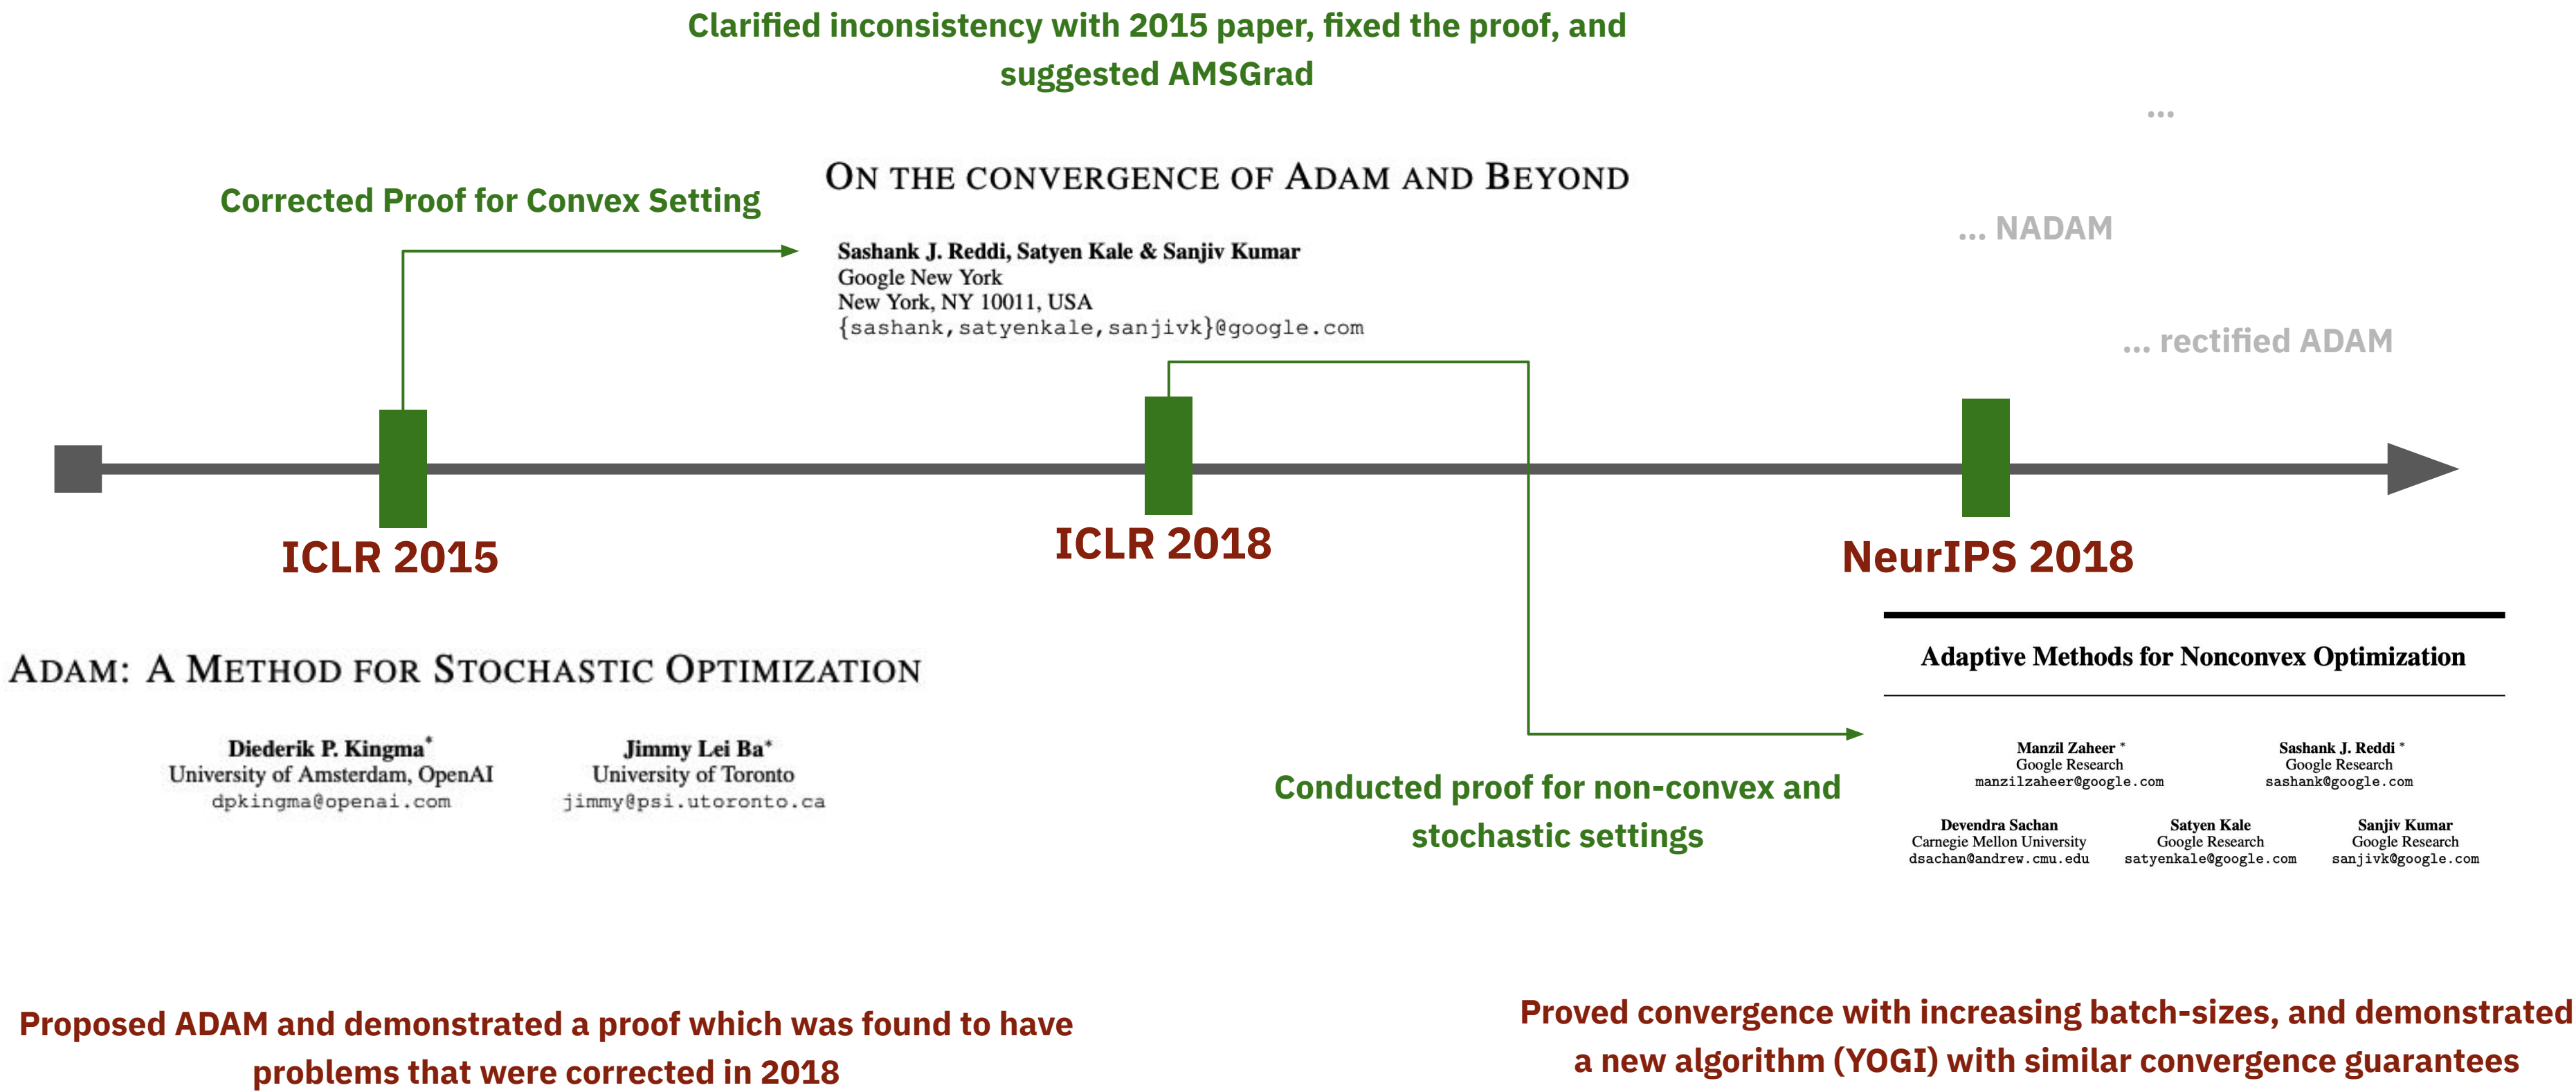 Clarified inconsistency with 2015 paper, fixed the proof, and
suggested AMSGrad
...
ON THE CONVERGENCE OF ADAM AND BEYOND
Corrected Proof for Convex Setting
... NADAM
Sashank J. Reddi, Satyen Kale & Sanjiv Kumar
Google New York
New York, NY 10011, USA
{sashank,satyenkale,sanjivk}@google.com
... rectified ADAM
ICLR 2015
ICLR 2018
NeurIPS 2018
ADAM: A METHOD FOR STOCHASTIC OPTIMIZATION
Diederik P. Kingma*
University of Amsterdam, OpenAI
dpkingma@openai.com
Jimmy Lei Ba*
University of Toronto
jimmy@psi.utoronto.ca
Adaptive Methods for Nonconvex Optimization
Manzil Zaheer *
Google Research
manzilzaheer@google.com
Sashank J. Reddi *
Google Research
sashank@google.com
Devendra Sachan
Carnegie Mellon University
dsachan@andrew.cmu.edu
Satyen Kale
Google Research
satyenkale@google.com
Sanjiv Kumar
Google Research
sanjivk@google.com
Conducted proof for non-convex and
stochastic settings
Proposed ADAM and demonstrated a proof which was found to have
problems that were corrected in 2018
Proved convergence with increasing batch-sizes, and demonstrated
a new algorithm (YOGI) with similar convergence guarantees